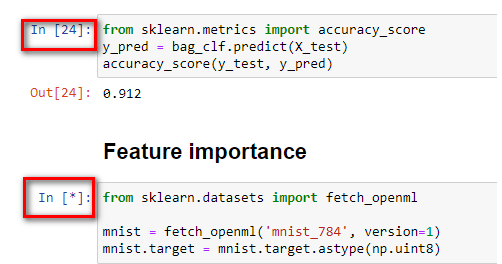 In [24]: from sklearn.metrics import accuracy_score
y_pred = bag_clf.predict(X_test)
accuracy_score(y_test, y_pred)
Out[24]: 0.912
Feature importance
In [*]: from sklearn.datasets import fetch_openml
mnist = fetch_openml('mnist_784', version=1)
mnist.target = mnist.target.astype(np.uint8)